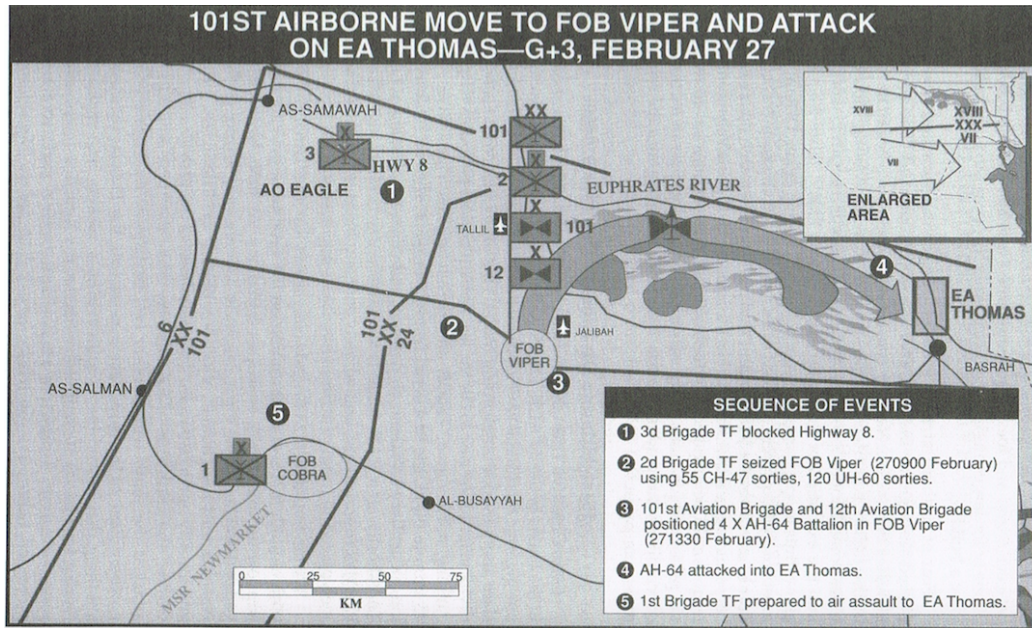 101ST AIRBORNE MOVE TO FOB VIPER AND ATTACK
ON EA THOMAS—G+3, FEBRUARY 27
AS-SAMAWAH
X
3
HWY 8
AO EAGLE
1
XX
101
X
2
EUPHRATES RIVER
TALLIL
X
101
X
12
XVIII
XVIII
XXX
VII
VII
ENLARGED
AREA
4
EA
THOMAS
BASRAH
6
XX
101
101
XX
24
2
FOB
VIPER
JALIBAH
3
AS-SALMAN
5
X
1
FOB
COBRA
AL-BUSAYYAH
MSR NEWMARKET
0 25 50 75
KM
SEQUENCE OF EVENTS
1 3d Brigade TF blocked Highway 8.
2 2d Brigade TF seized FOB Viper (270900 February)
using 55 CH-47 sorties, 120 UH-60 sorties.
3 101st Aviation Brigade and 12th Aviation Brigade
positioned 4 X AH-64 Battalion in FOB Viper
(271330 February).
4 AH-64 attacked into EA Thomas.
5 1st Brigade TF prepared to air assault to EA Thomas.